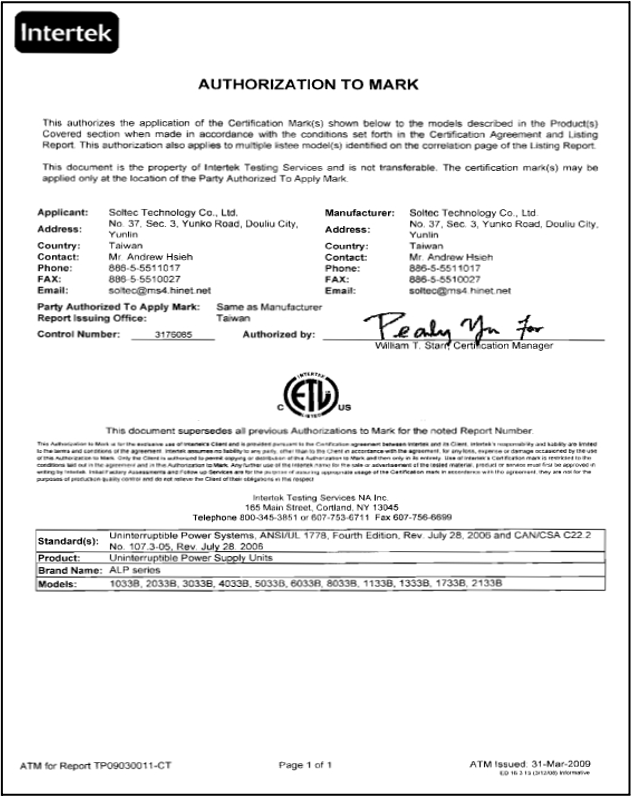 Intertek
AUTHORIZATION TO MARK
This authorizes the application of the Certification Mark(s) shown below to the models described in the Product(s)
Covered section when made in accordance with the conditions set forth in the Certification Agreement and Listing
Report. This authorization also applies to multiple listee model(s) identified on the correlation page of the Listing Report.
This document is the property of Intertek Testing Services and is not transferable. The certification mark(s) may be
applied only at the location of the Party Authorized To Apply Mark.
Applicant: Soltec Technology Co., Ltd. Manufacturer: Soltec Technology Co., Ltd.
Address: No. 37, Sec. 3, Yunko Road, Douliu City, Yunlin Address: No. 37, Sec. 3, Yunko Road, Douliu City, Yunlin
Country: Taiwan Country: Taiwan
Contact: Mr. Andrew Hsieh Contact: Mr. Andrew Hsieh
Phone: 886-5-5511017 Phone: 886-5-5511017
FAX: 886-5-5510027 FAX: 886-5-5510027
Email: soltec@ms4.hinet.net Email: soltec@ms4.hinet.net
Party Authorized To Apply Mark: Same as Manufacturer
Report Issuing Office: Taiwan
Control Number: 3176085 Authorized by:
for
William T. Starr, Certification Manager
INTERTEK
C ETL US
LISTED
This document supersedes all previous Authorizations to Mark for the noted Report Number.
This Authorization to Mark is for the exclusive use of Intertek's Client and is provided pursuant to the Certification agreement between Intertek and its Client. Intertek's responsibility and liability are limited
to the terms and conditions of the agreement. Intertek assumes no liability to any party, other than to the Client in accordance with the agreement, for any loss, expense or damage occasioned by the use
of this Authorization to Mark. Only the Client is authorized to permit copying or distribution of this Authorization to Mark and then only in its entirety. Use of Intertek's Certification mark is restricted to the
conditions laid out in the agreement and in this Authorization to Mark. Any further use of the Intertek name for the sale or advertisement of the tested material, product or service must first be approved in
writing by Intertek. Initial Factory Assessments and Follow up Services are for the purpose of assuring appropriate usage of the Certification mark in accordance with the agreement, they are not for the
purposes of production quality control and do not relieve the Client of their obligations in this respect.
Intertek Testing Services NA Inc.
165 Main Street, Cortland, NY 13045
Telephone 800-345-3851 or 607-753-6711 Fax 607-756-6699
Standard(s): Uninterruptible Power Systems, ANSI/UL 1778, Fourth Edition, Rev. July 28, 2006 and CAN/CSA C22.2
No. 107.3-05, Rev. July 28. 2006
Product: Uninterruptible Power Supply Units
Brand Name: ALP series
Models: 1033B, 2033B, 3033B, 4033B, 5033B, 6033B, 8033B, 1133B, 1333B, 1733B, 2133B
ATM for Report TP09030011-CT Page 1 of 1 ATM Issued: 31-Mar-2009
ED 16.3.15 (3/12/08) Informative